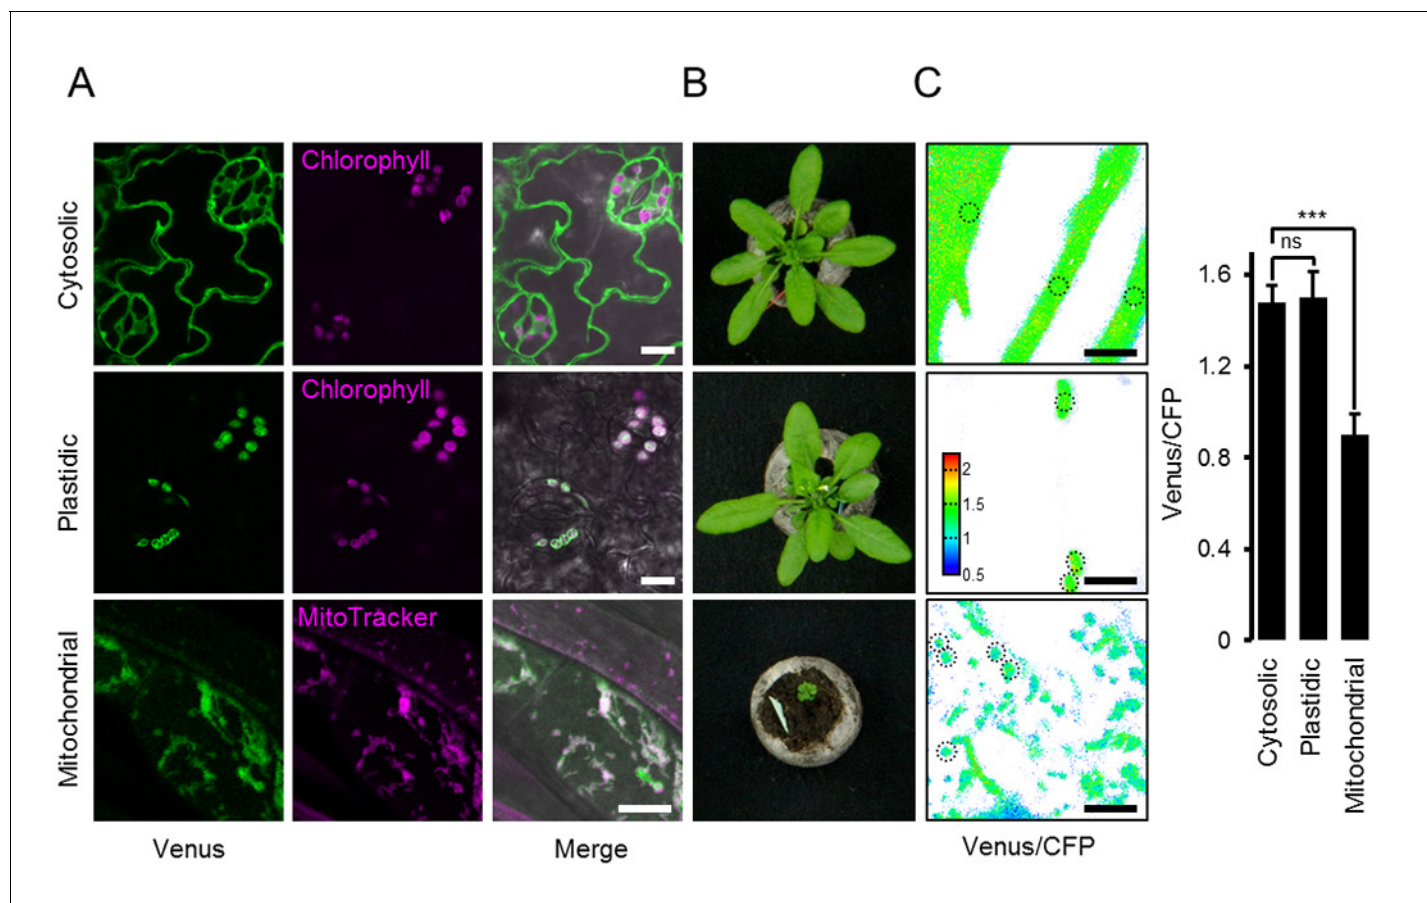 A
B
C
Cytosolic
Chlorophyll
Plastidic
Chlorophyll
2
1.5
1
0.5
Mitochondrial
MitoTracker
Venus
Merge
Venus/CFP
***
ns
1.6
1.2
0.8
0.4
0
Venus/CFP
Cytosolic
Plastidic
Mitochondrial